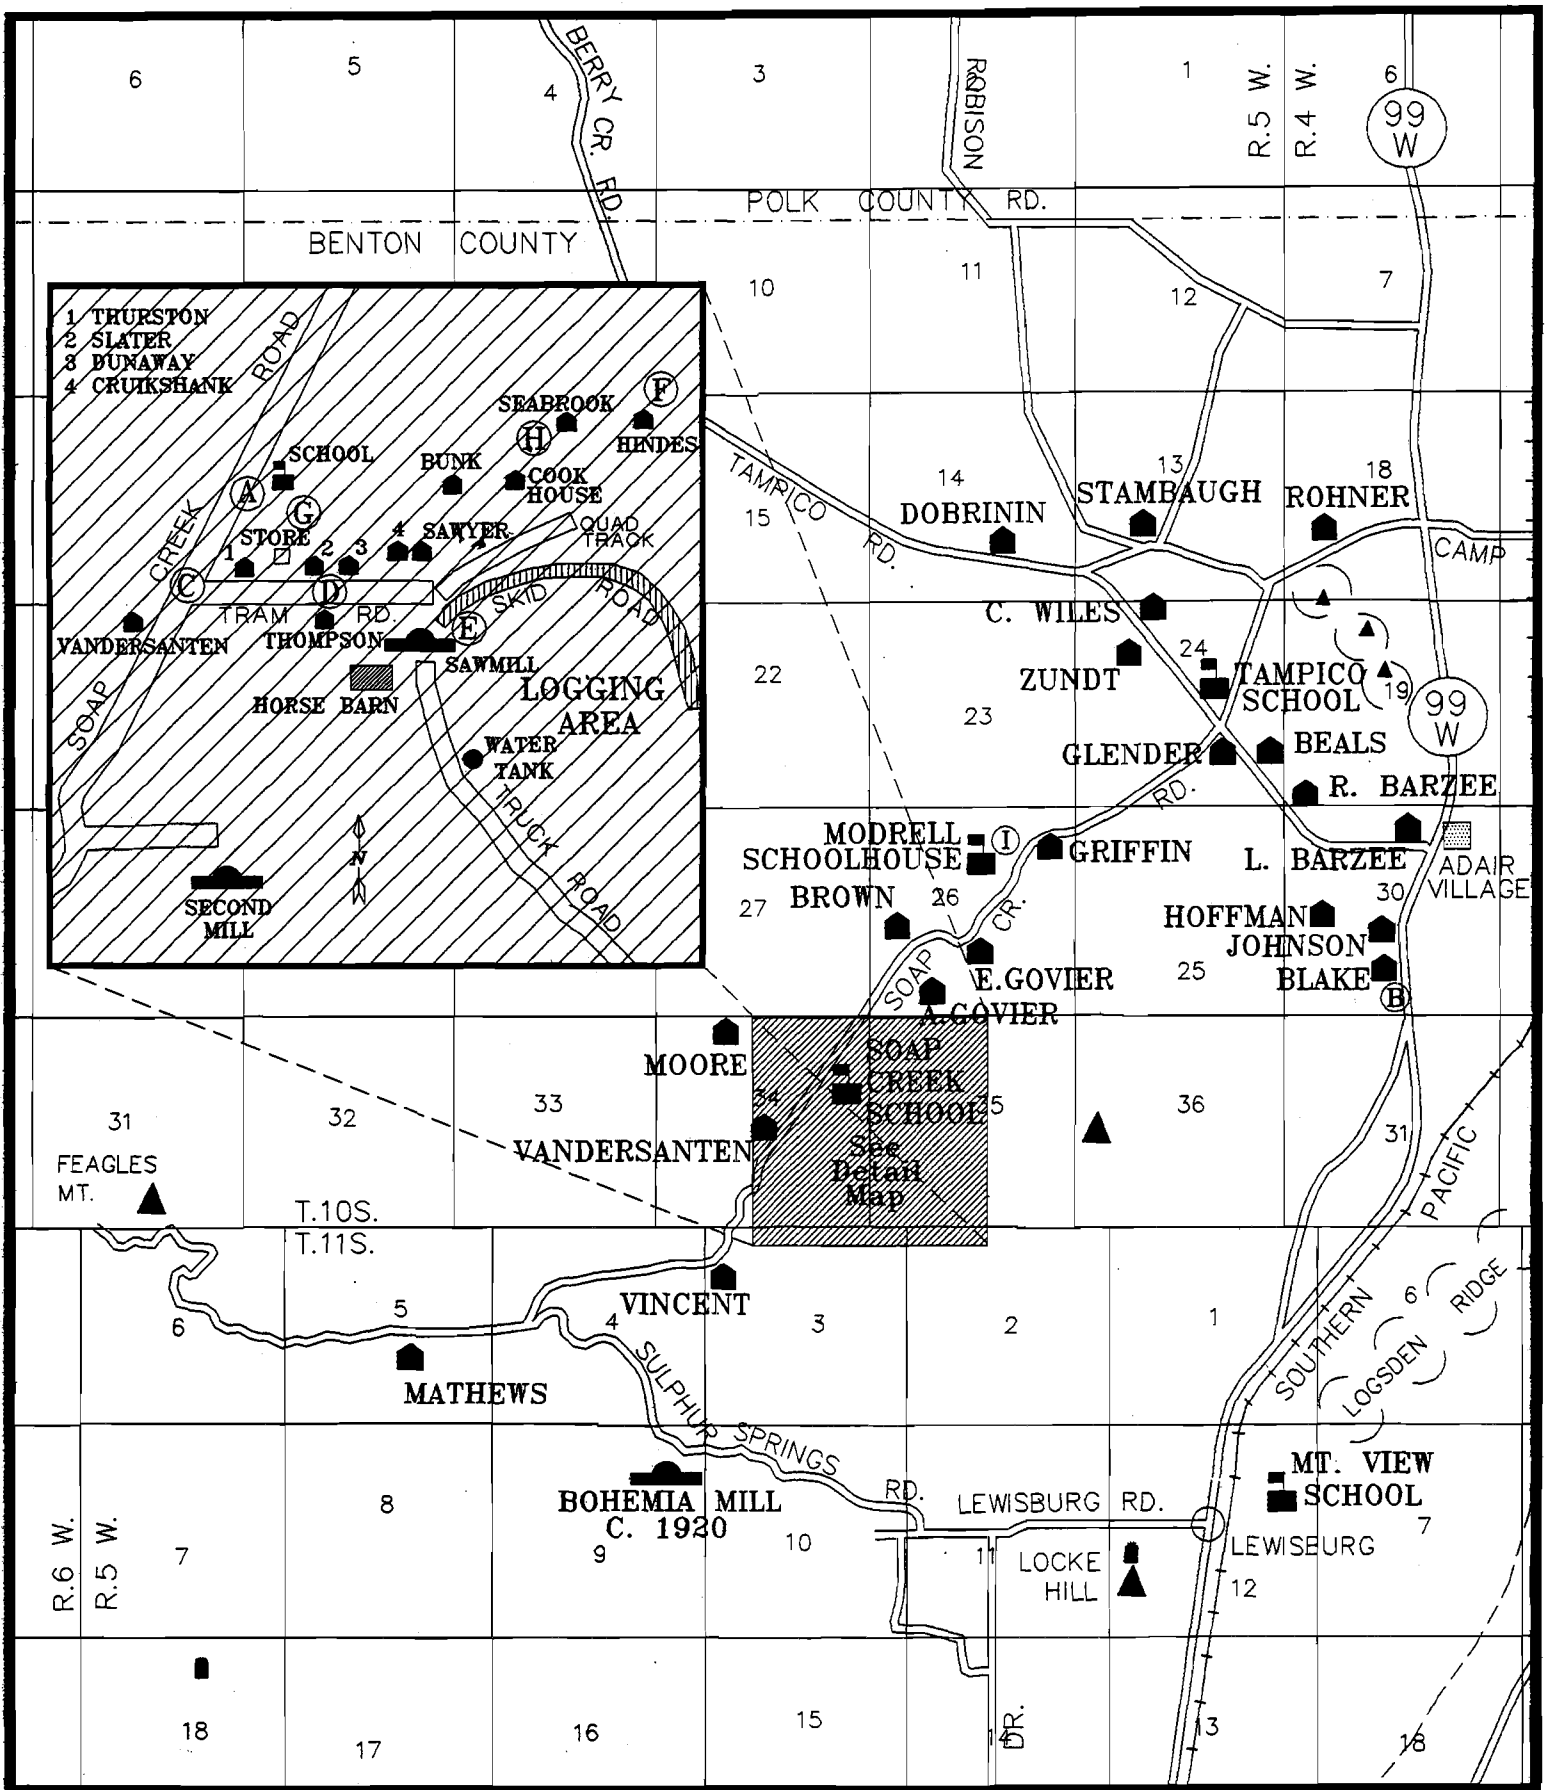 6
5
4
3
2
1
6
BERRY CR. RD.
ROBISON
R.5 W.
R.4 W.
99
W
POLK COUNTY RD.
BENTON COUNTY
10
11
12
7
1 THURSTON
2 SLATER
3 DUNAWAY
4 CRUIKSHANK
ROAD
SEABROOK
F
HINDES
H
SCHOOL
BUNK
COOK
HOUSE
A
G
STORE
CREEK
1
2
3
4
SAWYER
QUAD
TRACK
C
D
TRAM RD.
SKID ROAD
VANDERSANTEN
THOMPSON
E
SAWMILL
HORSE BARN
LOGGING
AREA
SOAP
WATER
TANK
TRUCK ROAD
N
SECOND
MILL
TAMPICO RD.
14
15
13
18
DOBRININ
STAMBAUGH
ROHNER
CAMP
C. WILES
ZUNDT
24
TAMPICO
SCHOOL
19
22
23
99
W
GLENDER
BEALS
RD.
R. BARZEE
MODRELL
SCHOOLHOUSE
I
GRIFFIN
L. BARZEE
ADAIR
VILLAGE
27
BROWN
26
CR.
30
HOFFMAN
JOHNSON
BLAKE
B
25
SOAP
E.GOVIER
A.GOVIER
MOORE
SOAP
CREEK
SCHOOL
34
35
36
31
32
33
31
VANDERSANTEN
See
Detail
Map
FEAGLES
MT.
T.10S.
T.11S.
PACIFIC
SOUTHERN
VINCENT
6
5
4
3
2
1
6
RIDGE
LOGSDEN
MATHEWS
SULPHUR SPRINGS RD.
BOHEMIA MILL
C. 1920
MT. VIEW
SCHOOL
LEWISBURG RD.
LEWISBURG
R.6 W.
R.5 W.
7
8
9
10
11
12
7
LOCKE
HILL
18
17
16
15
14
DR.
13
18